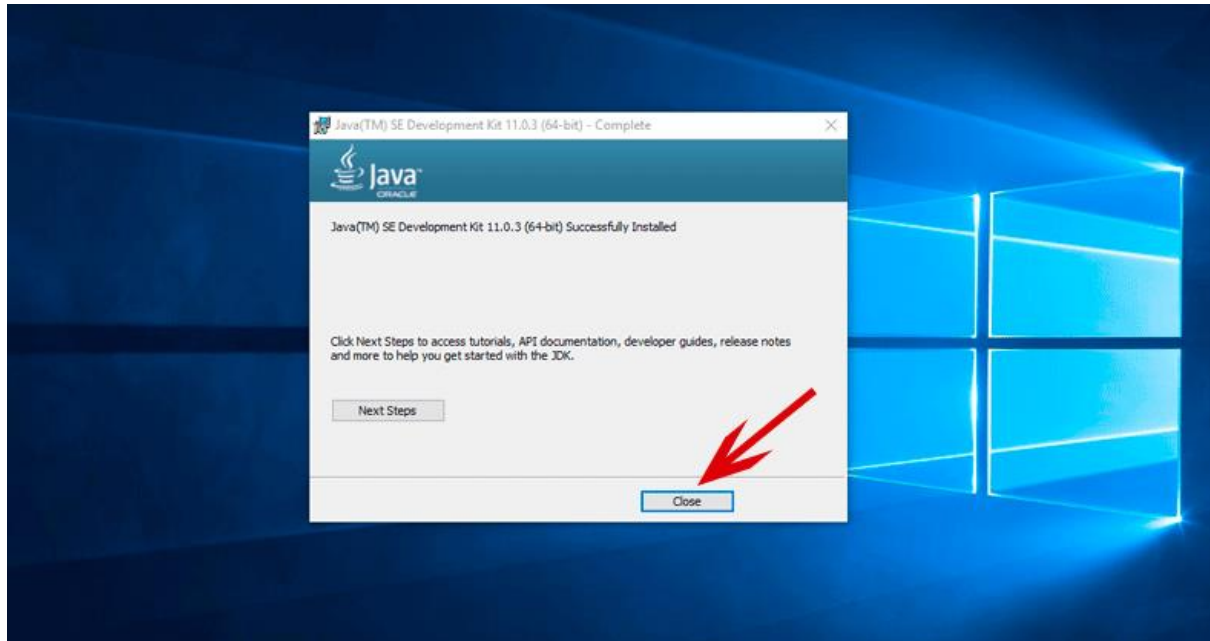 Java(TM) SE Development Kit 11.0.3 (64-bit) - Complete
Java™
ORACLE
Java(TM) SE Development Kit 11.0.3 (64-bit) Successfully Installed
Click Next Steps to access tutorials, API documentation, developer guides, release notes
and more to help you get started with the JDK.
Next Steps
Close